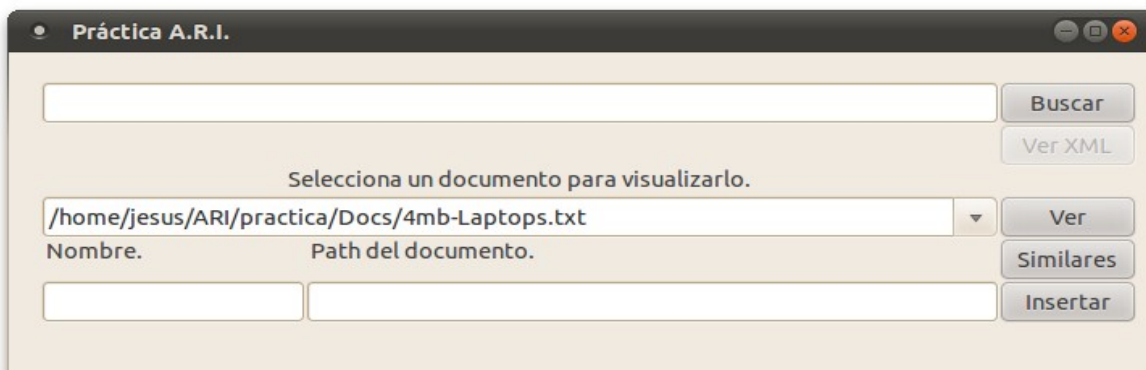 Práctica A.R.I.
Buscar
Ver XML
Selecciona un documento para visualizarlo.
/home/jesus/ARI/practica/Docs/4mb-Laptops.txt Ver
Nombre. Path del documento. Similares
Insertar